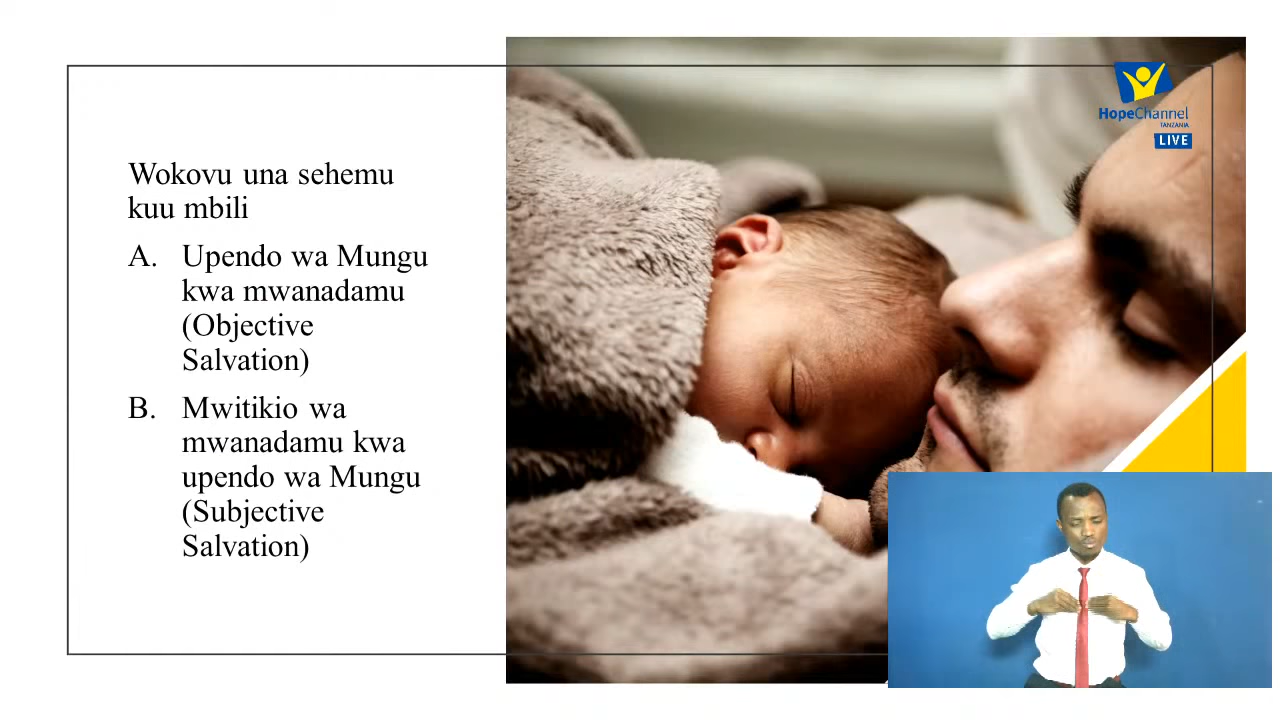 Wokovu una sehemu
kuu mbili
A. Upendo wa Mungu
kwa mwanadamu
(Objective
Salvation)
B. Mwitikio wa
mwanadamu kwa
upendo wa Mungu
(Subjective
Salvation)
HopeChannel
TANZANIA
LIVE